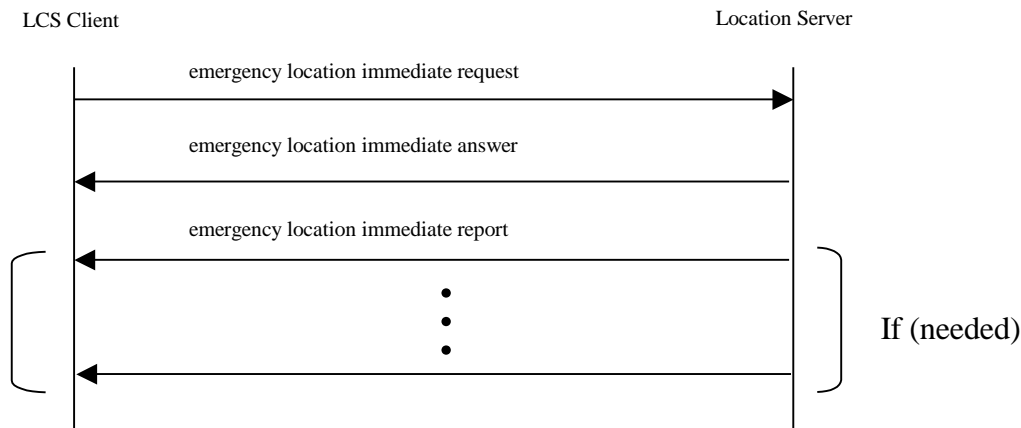 LCS Client
Location Server
emergency location immediate request
emergency location immediate answer
emergency location immediate report
If (needed)